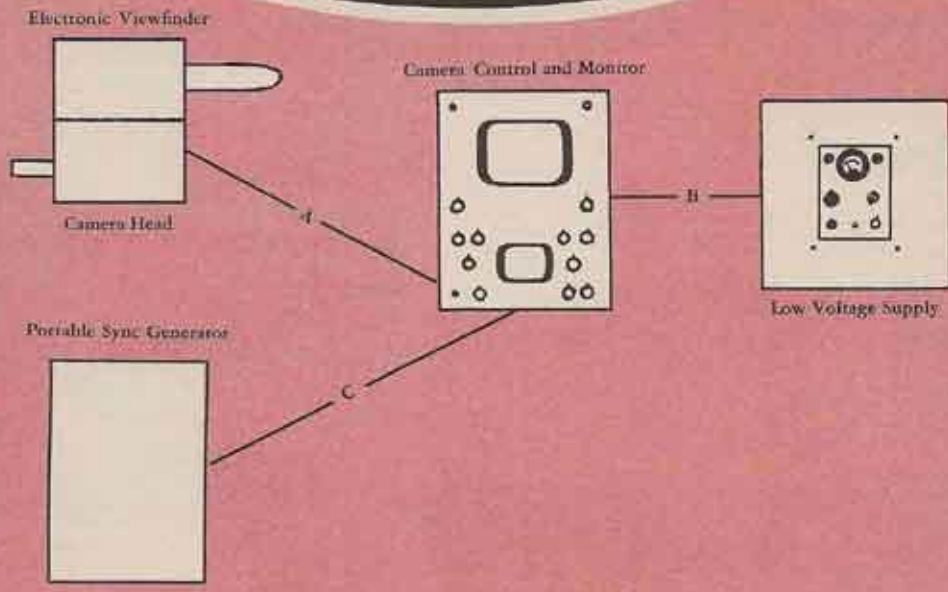 Electronic Viewfinder
Camera Control and Monitor
A
B
Camera Head
Low Voltage Supply
Portable Sync Generator
C